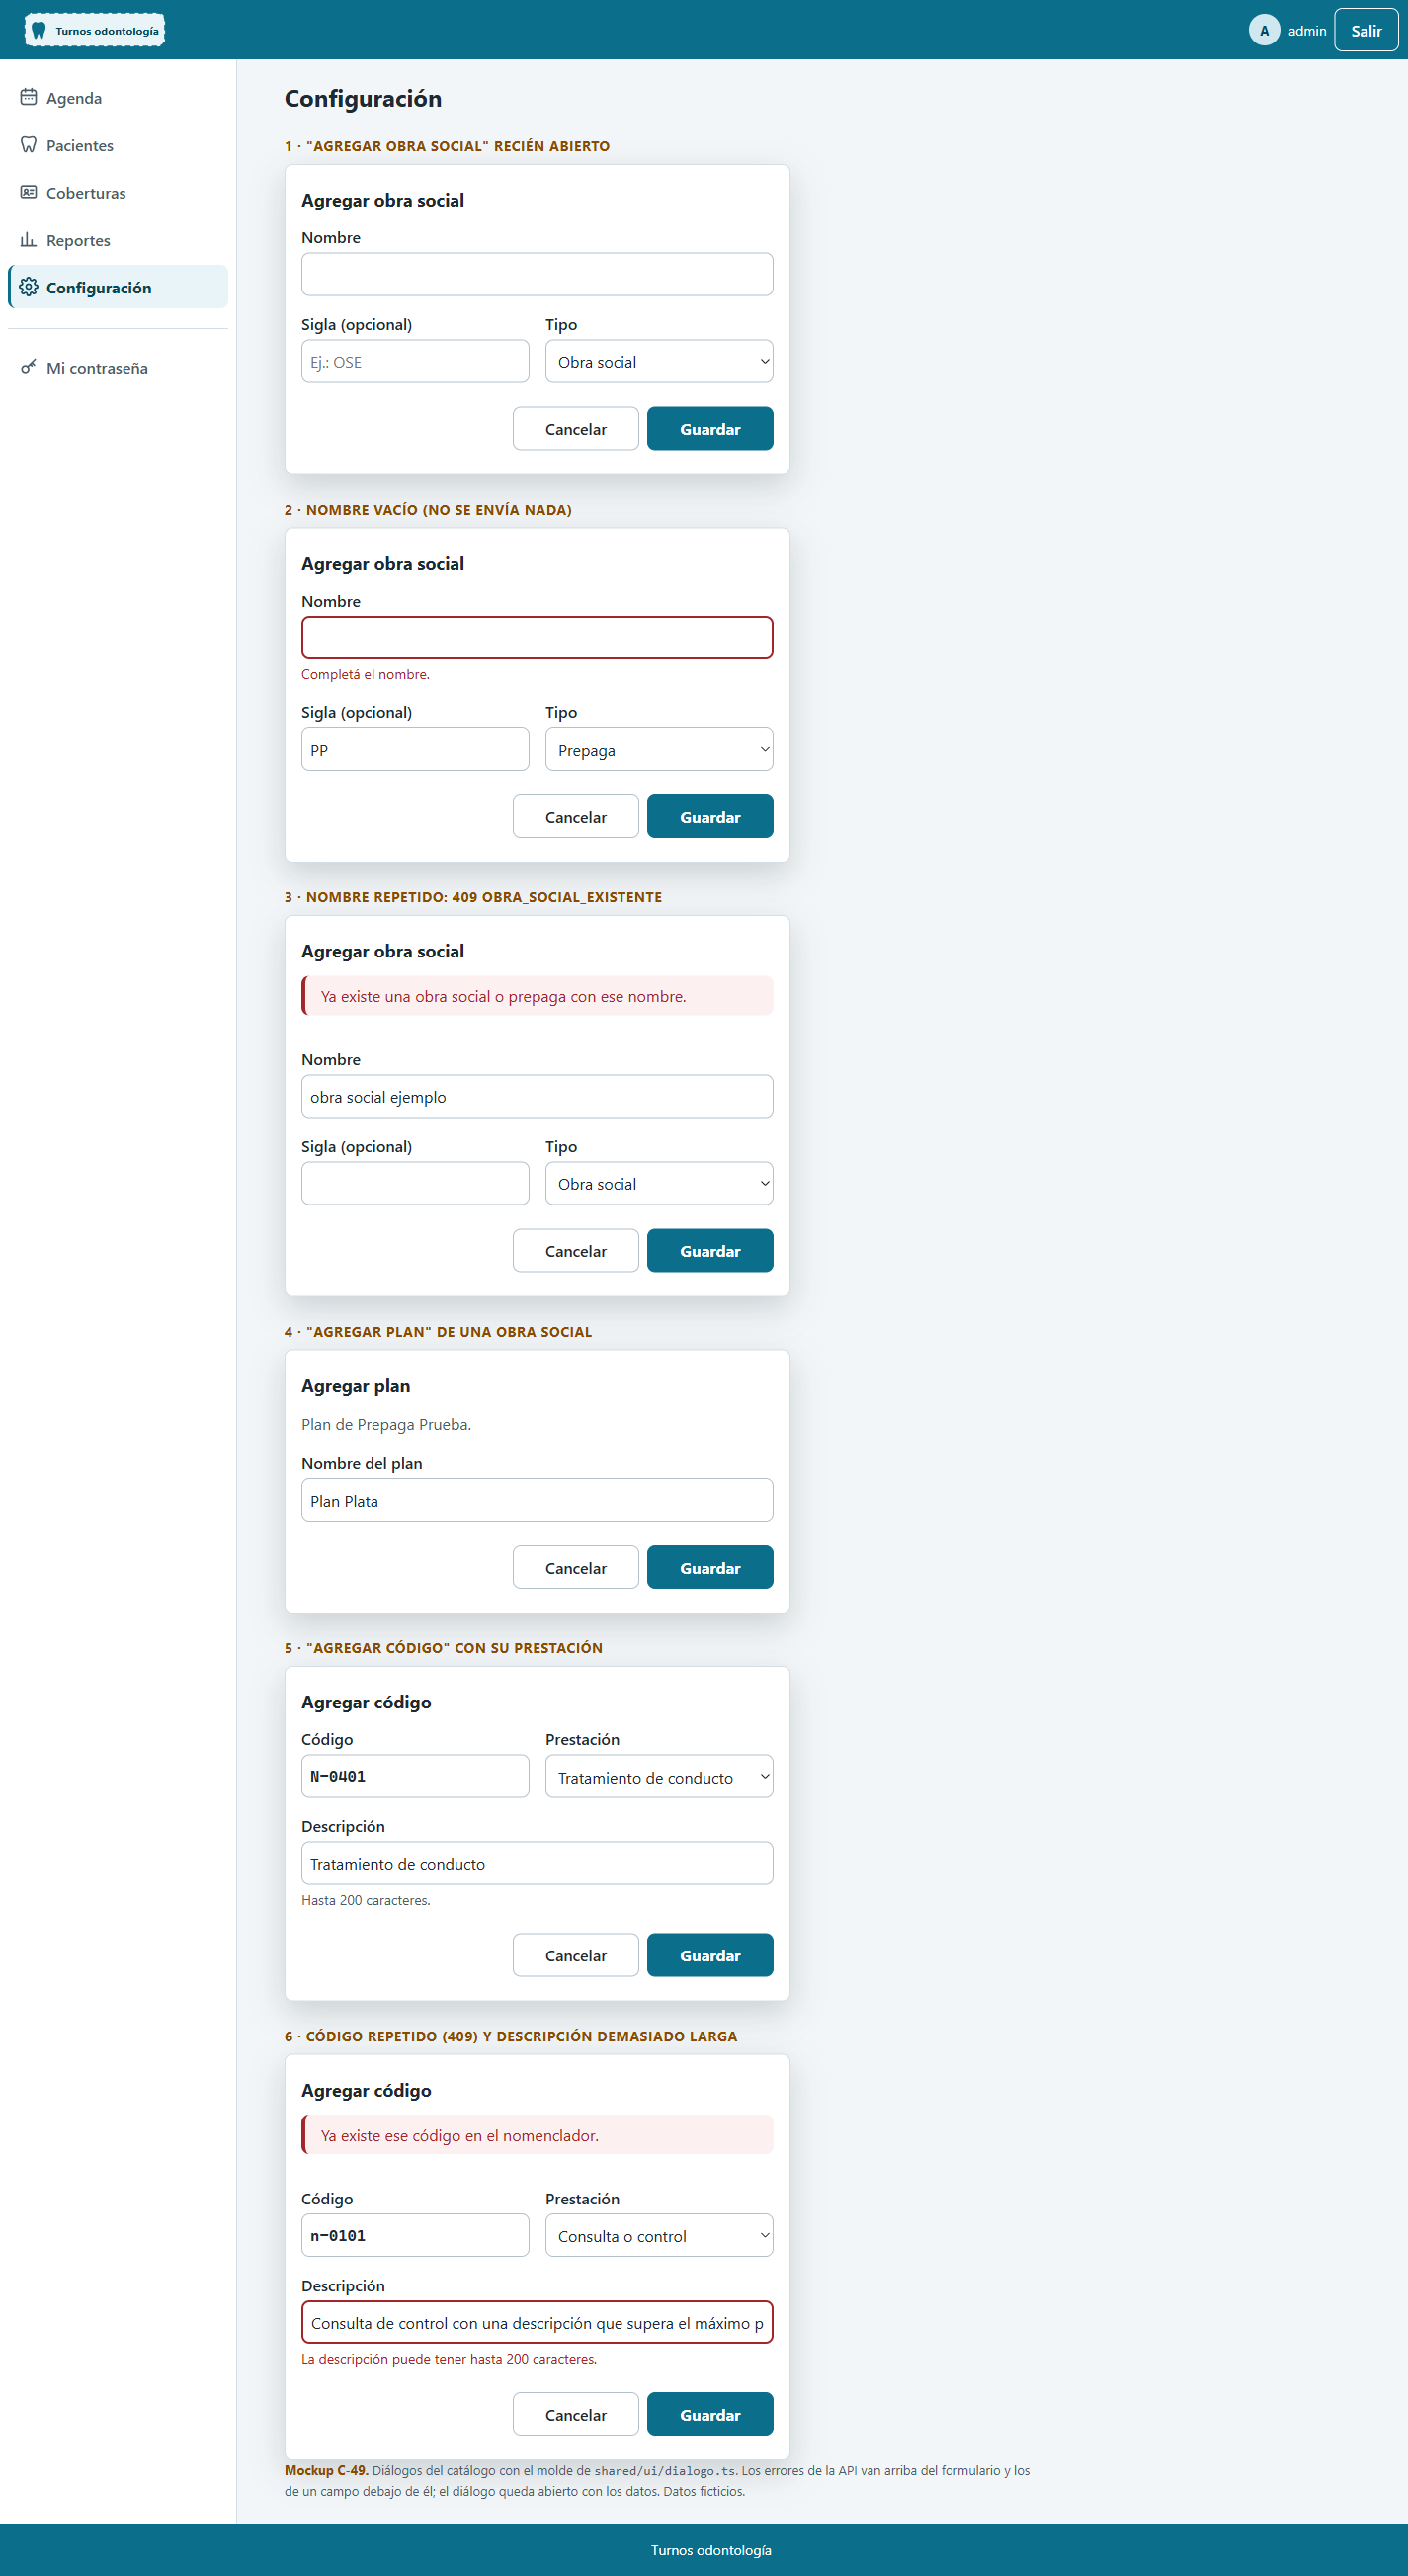 Turnos odontología
A
admin
Salir
Agenda
Pacientes
Coberturas
Reportes
Configuración
Mi contraseña
Configuración
1 · "AGREGAR OBRA SOCIAL" RECIÉN ABIERTO
Agregar obra social
Nombre
Sigla (opcional)
Tipo
Ej.: OSE
Obra social
Cancelar
Guardar
2 · NOMBRE VACÍO (NO SE ENVÍA NADA)
Agregar obra social
Nombre
Completá el nombre.
Sigla (opcional)
Tipo
PP
Prepaga
Cancelar
Guardar
3 · NOMBRE REPETIDO: 409 OBRA_SOCIAL_EXISTENTE
Agregar obra social
Ya existe una obra social o prepaga con ese nombre.
Nombre
obra social ejemplo
Sigla (opcional)
Tipo
Obra social
Cancelar
Guardar
4 · "AGREGAR PLAN" DE UNA OBRA SOCIAL
Agregar plan
Plan de Prepaga Prueba.
Nombre del plan
Plan Plata
Cancelar
Guardar
5 · "AGREGAR CÓDIGO" CON SU PRESTACIÓN
Agregar código
Código
Prestación
N-0401
Tratamiento de conducto
Descripción
Tratamiento de conducto
Hasta 200 caracteres.
Cancelar
Guardar
6 · CÓDIGO REPETIDO (409) Y DESCRIPCIÓN DEMASIADO LARGA
Agregar código
Ya existe ese código en el nomenclador.
Código
Prestación
n-0101
Consulta o control
Descripción
Consulta de control con una descripción que supera el máximo p
La descripción puede tener hasta 200 caracteres.
Cancelar
Guardar
Mockup C-49. Diálogos del catálogo con el molde de shared/ui/dialogo.ts. Los errores de la API van arriba del formulario y los
de un campo debajo de él; el diálogo queda abierto con los datos. Datos ficticios.
Turnos odontología